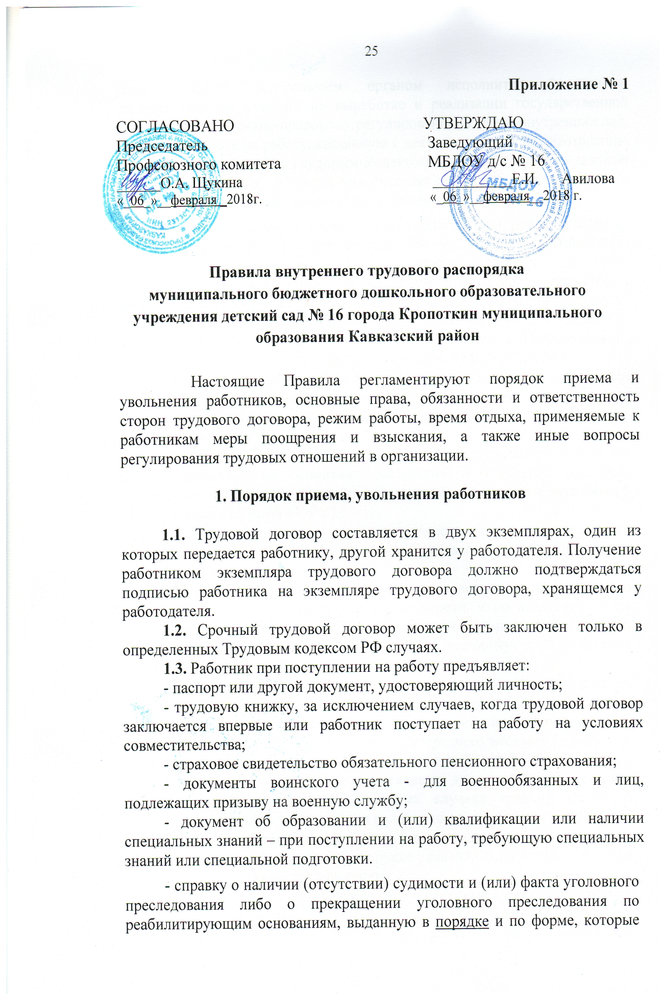 25
Приложение № 1
СОГЛАСОВАНО
Председатель
Профсоюзного комитета
______О.А. Щукина
«_06_»__февраля _2018г.
УТВЕРЖДАЮ
Заведующий
МБДОУ д/с № 16
___________Е.И. Авилова
«_06_»__февраля__2018 г.
МБДОУ
д/с № 16
МБДОУ
№ 16
Правила внутреннего трудового распорядка
муниципального бюджетного дошкольного образовательного
учреждения детский сад № 16 города Кропоткин муниципального
образования Кавказский район
Настоящие Правила регламентируют порядок приема и
увольнения работников, основные права, обязанности и ответственность
сторон трудового договора, режим работы, время отдыха, применяемые к
работникам меры поощрения и взыскания, а также иные вопросы
регулирования трудовых отношений в организации.
1. Порядок приема, увольнения работников
1.1. Трудовой договор составляется в двух экземплярах, один из
которых передается работнику, другой хранится у работодателя. Получение
работником экземпляра трудового договора должно подтверждаться
подписью работника на экземпляре трудового договора, хранящемся у
работодателя.
1.2. Срочный трудовой договор может быть заключен только в
определенных Трудовым кодексом РФ случаях.
1.3. Работник при поступлении на работу предъявляет:
- паспорт или другой документ, удостоверяющий личность;
- трудовую книжку, за исключением случаев, когда трудовой договор
заключается впервые или работник поступает на работу на условиях
совместительства;
- страховое свидетельство обязательного пенсионного страхования;
- документы воинского учета - для военнообязанных и лиц,
подлежащих призыву на военную службу;
- документ об образовании и (или) квалификации или наличии
специальных знаний – при поступлении на работу, требующую специальных
знаний или специальной подготовки.
- справку о наличии (отсутствии) судимости и (или) факта уголовного
преследования либо о прекращении уголовного преследования по
реабилитирующим основаниям, выданную в порядке и по форме, которые